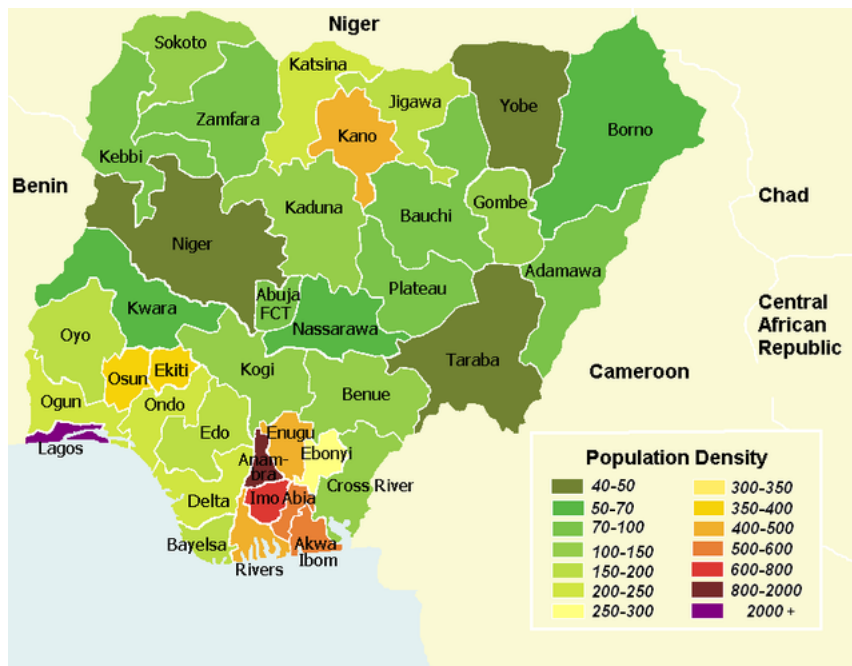 Niger
Sokoto
Katsina
Jigawa
Yobe
Zamfara
Kano
Borno
Kebbi
Benin
Kaduna
Bauchi
Gombe
Chad
Niger
Adamawa
Abuja
FCT
Plateau
Kwara
Nassarawa
Central
African
Republic
Oyo
Taraba
Cameroon
Osun
Ekiti
Kogi
Benue
Ogun
Ondo
Edo
Enugu
Lagos
Anam-
bra
Ebonyi
Imo
Abia
Cross River
Delta
Bayelsa
Akwa
Ibom
Rivers
Population Density
40-50
50-70
70-100
100-150
150-200
200-250
250-300
300-350
350-400
400-500
500-600
600-800
800-2000
2000 +